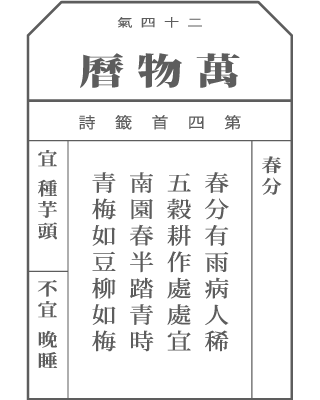 二十四氣
萬物曆
第四首籤詩
春分
春分有雨病人稀
五穀耕作處處宜
南園春半踏青時
青梅如豆柳如梅
宜 種芋頭
不宜 晚睡